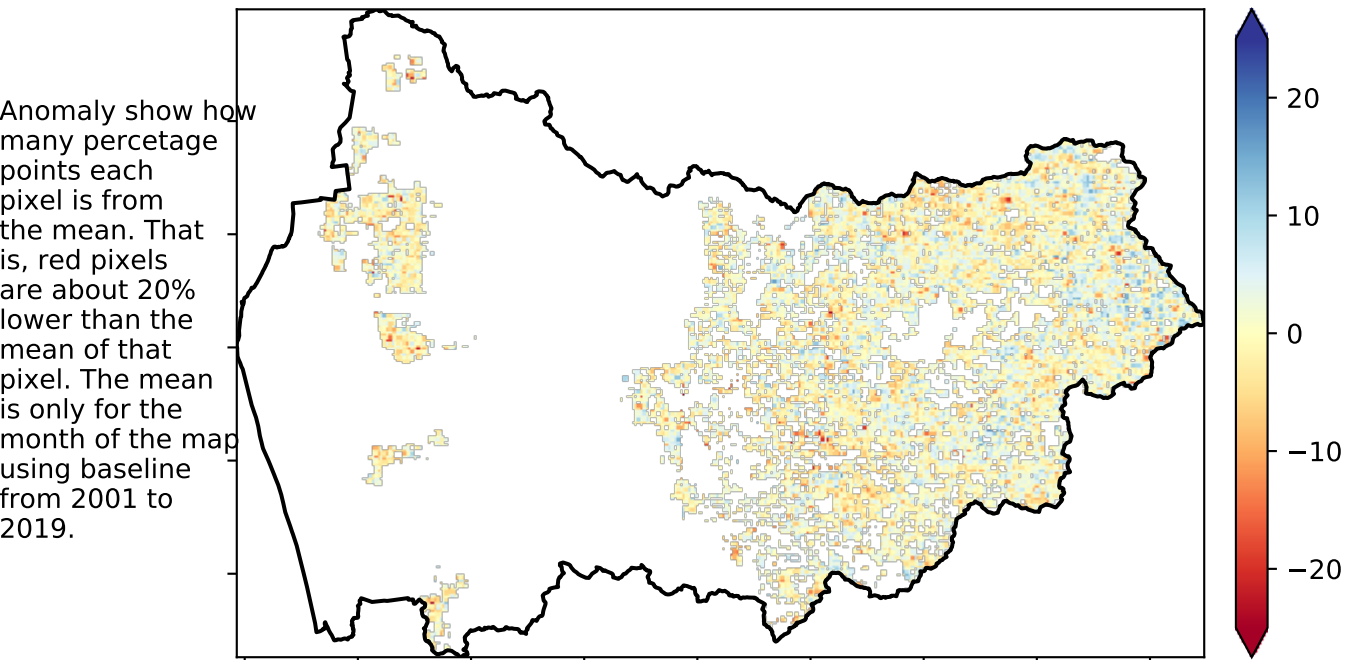 Anomaly show how
many percetage
points each
pixel is from
the mean. That
is, red pixels
are about 20%
lower than the
mean of that
pixel. The mean
is only for the
month of the map
using baseline
from 2001 to
2019.
20
10
0
−10
−20